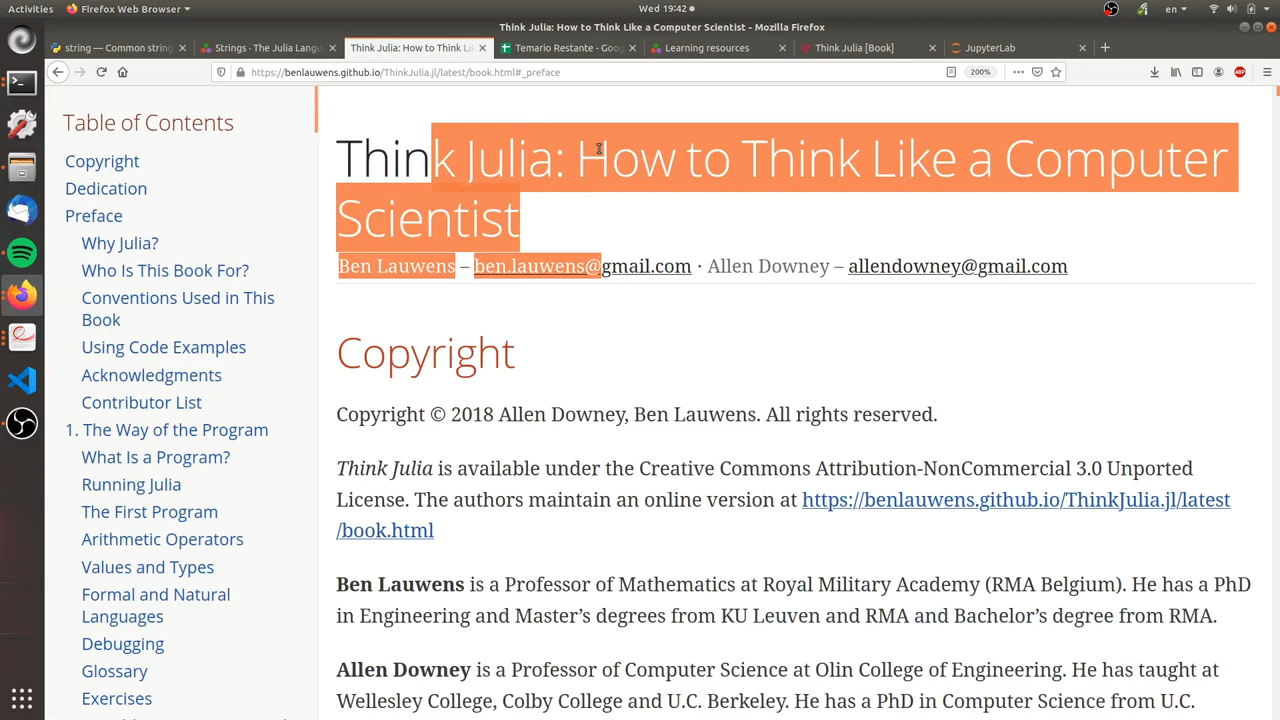 Activities
Firefox Web Browser
Wed 19:42
en
Think Julia: How to Think Like a Computer Scientist - Mozilla Firefox
string — Common string
Strings · The Julia Langu
Think Julia: How to Think Li
Temario Restante - Goo
Learning resources
Think Julia [Book]
JupyterLab
https://benlauwens.github.io/ThinkJulia.jl/latest/book.html#_preface
200%
ABP
Table of Contents
Copyright
Dedication
Preface
Why Julia?
Who Is This Book For?
Conventions Used in This
Book
Using Code Examples
Acknowledgments
Contributor List
1. The Way of the Program
What Is a Program?
Running Julia
The First Program
Arithmetic Operators
Values and Types
Formal and Natural
Languages
Debugging
Glossary
Exercises
Think Julia: How to Think Like a Computer
Scientist
Ben Lauwens – ben.lauwens@gmail.com · Allen Downey – allendowney@gmail.com
Copyright
Copyright © 2018 Allen Downey, Ben Lauwens. All rights reserved.
Think Julia is available under the Creative Commons Attribution-NonCommercial 3.0 Unported
License. The authors maintain an online version at https://benlauwens.github.io/ThinkJulia.jl/latest
/book.html
Ben Lauwens is a Professor of Mathematics at Royal Military Academy (RMA Belgium). He has a PhD
in Engineering and Master’s degrees from KU Leuven and RMA and Bachelor’s degree from RMA.
Allen Downey is a Professor of Computer Science at Olin College of Engineering. He has taught at
Wellesley College, Colby College and U.C. Berkeley. He has a PhD in Computer Science from U.C.